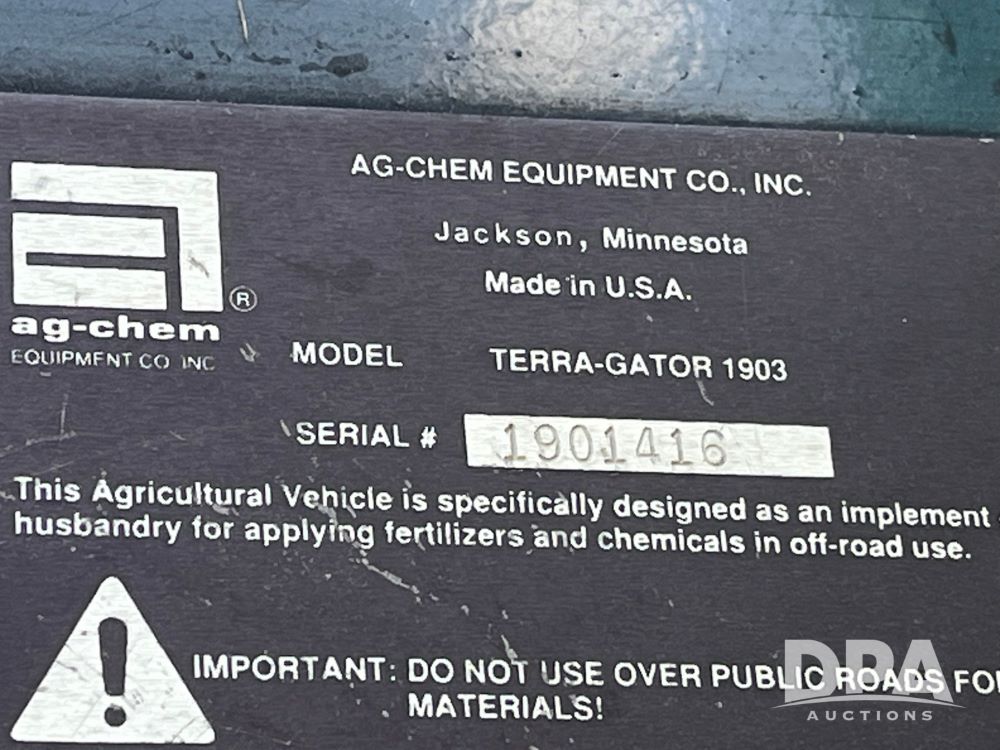 AG-CHEM EQUIPMENT CO., INC.
Jackson, Minnesota
Made in U.S.A.
®
ag-chem
EQUIPMENT CO INC
MODEL TERRA-GATOR 1903
SERIAL # 1901416
This Agricultural Vehicle is specifically designed as an implement
husbandry for applying fertilizers and chemicals in off-road use.
IMPORTANT: DO NOT USE OVER PUBLIC ROADS FO
MATERIALS!
DBA
AUCTIONS